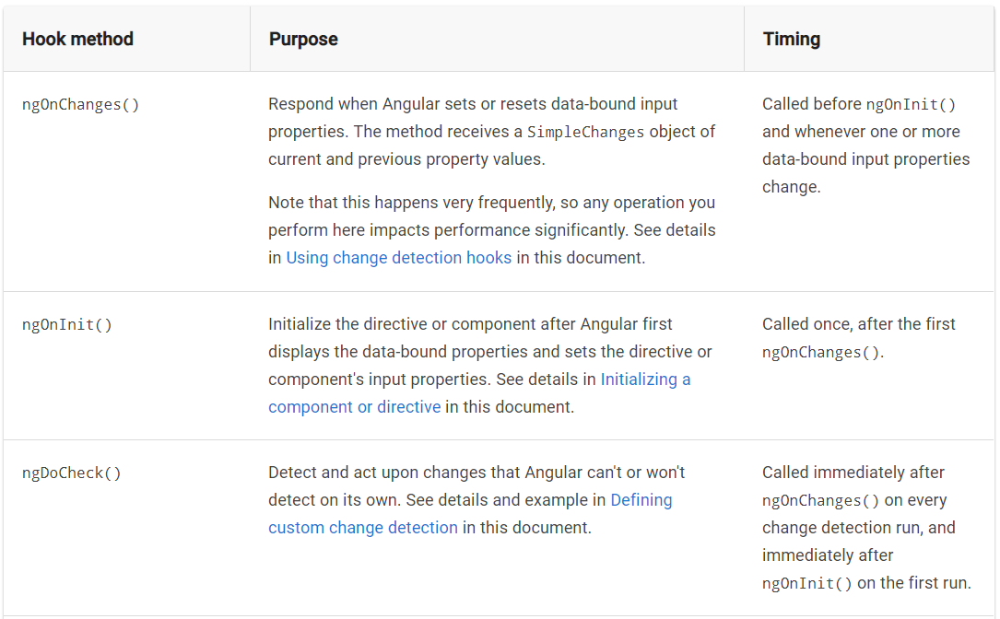 Hook method
Purpose
Timing
ngOnChanges()
Respond when Angular sets or resets data-bound input
properties. The method receives a SimpleChanges object of
current and previous property values.
Note that this happens very frequently, so any operation you
perform here impacts performance significantly. See details
in Using change detection hooks in this document.
Called before ngOnInit()
and whenever one or more
data-bound input properties
change.
ngOnInit()
Initialize the directive or component after Angular first
displays the data-bound properties and sets the directive or
component's input properties. See details in Initializing a
component or directive in this document.
Called once, after the first
ngOnChanges().
ngDoCheck()
Detect and act upon changes that Angular can't or won't
detect on its own. See details and example in Defining
custom change detection in this document.
Called immediately after
ngOnChanges() on every
change detection run, and
immediately after
ngOnInit() on the first run.